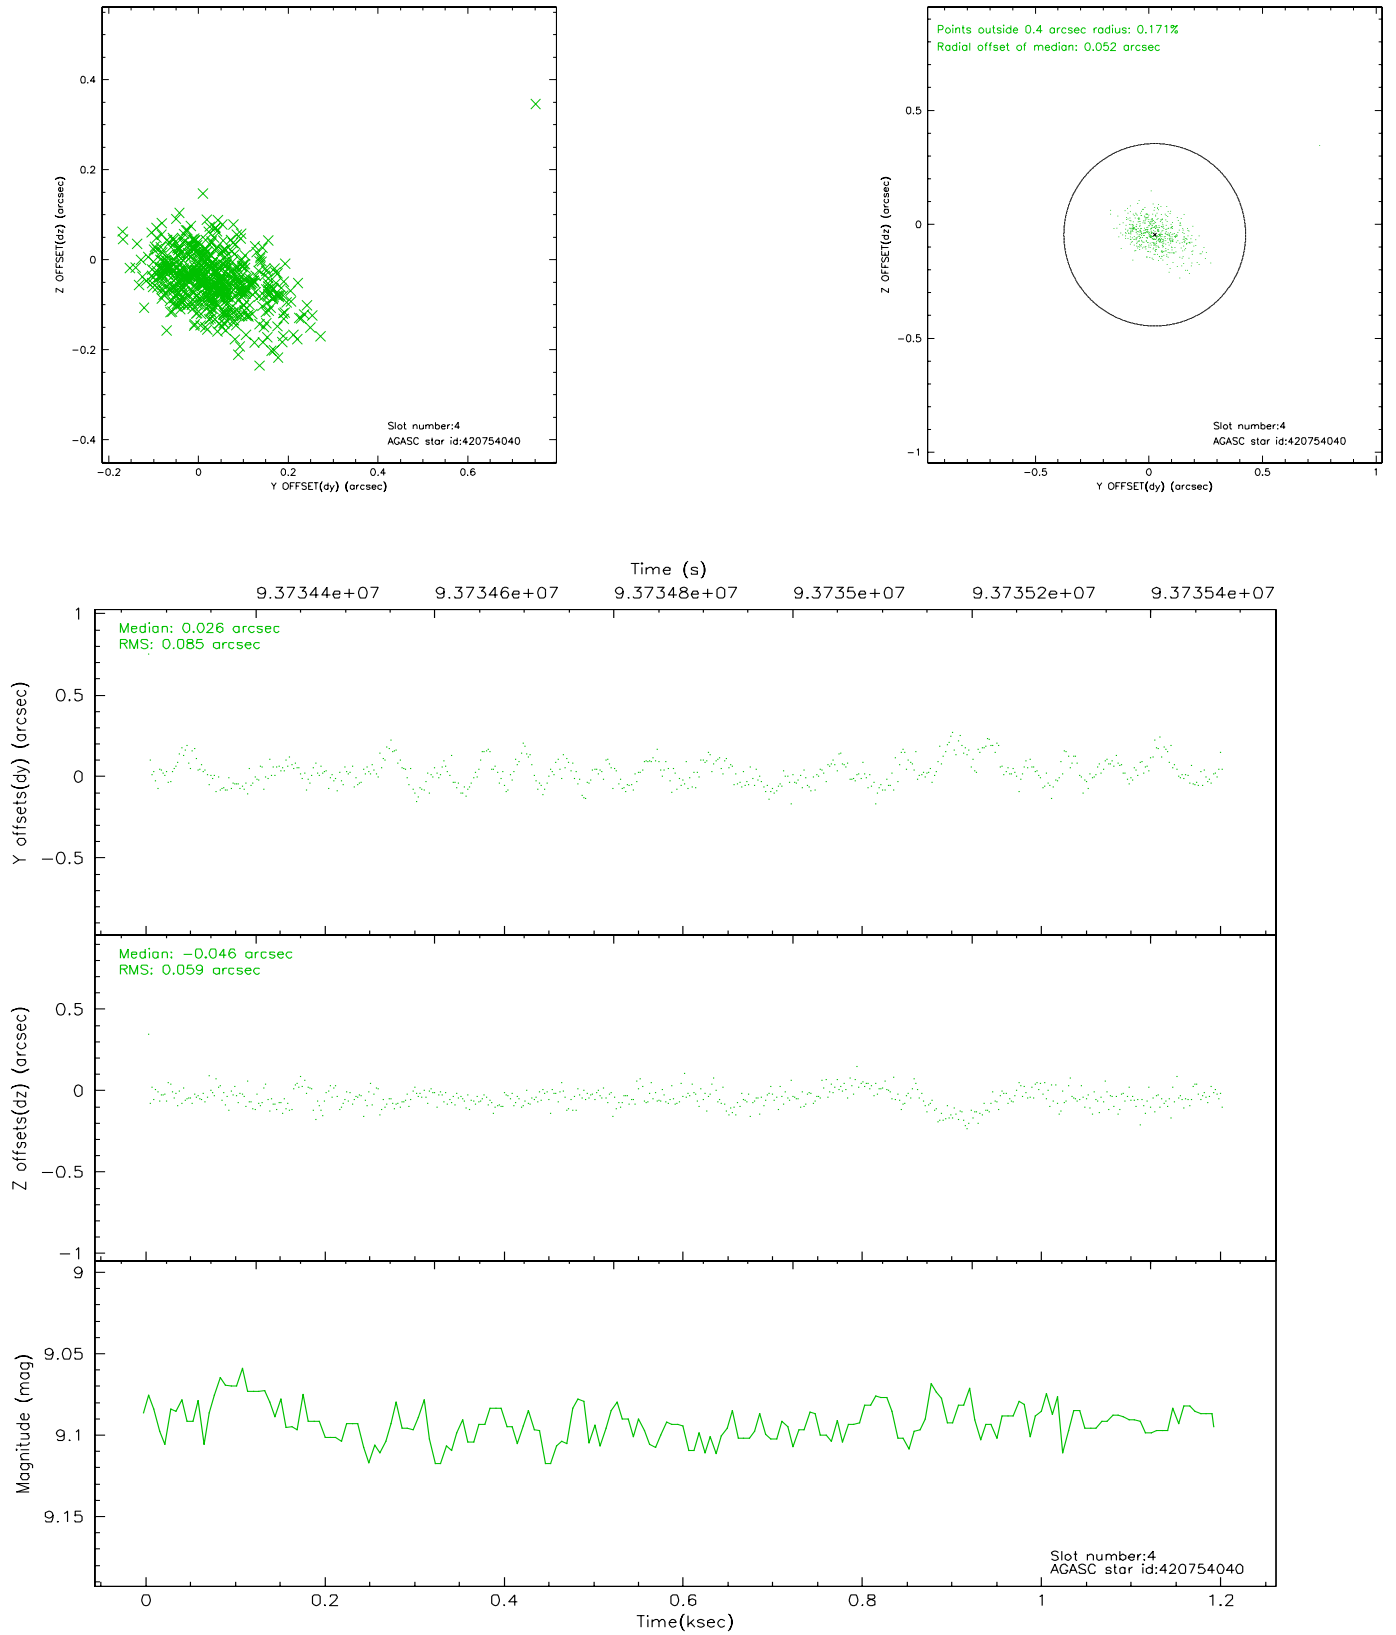 0.4
0.2
0
−0.2
−0.4
Z OFFSET(dz) (arcsec)
Slot number:4
AGASC star id:420754040
−0.2 0 0.2 0.4 0.6
Y OFFSET(dy) (arcsec)
Points outside 0.4 arcsec radius: 0.171%
Radial offset of median: 0.052 arcsec
0.5
0
−0.5
−1
Z OFFSET(dz) (arcsec)
Slot number:4
AGASC star id:420754040
−0.5 0 0.5 1
Y OFFSET(dy) (arcsec)
Time (s)
9.37344e+07 9.37346e+07 9.37348e+07 9.3735e+07 9.37352e+07 9.37354e+07
Median: 0.026 arcsec
RMS: 0.085 arcsec
1
0.5
0
−0.5
Y offsets(dy) (arcsec)
Median: −0.046 arcsec
RMS: 0.059 arcsec
0.5
0
−0.5
−1
Z offsets(dz) (arcsec)
9
9.05
9.1
9.15
Magnitude (mag)
Slot number:4
AGASC star id:420754040
0 0.2 0.4 0.6 0.8 1 1.2
Time(ksec)